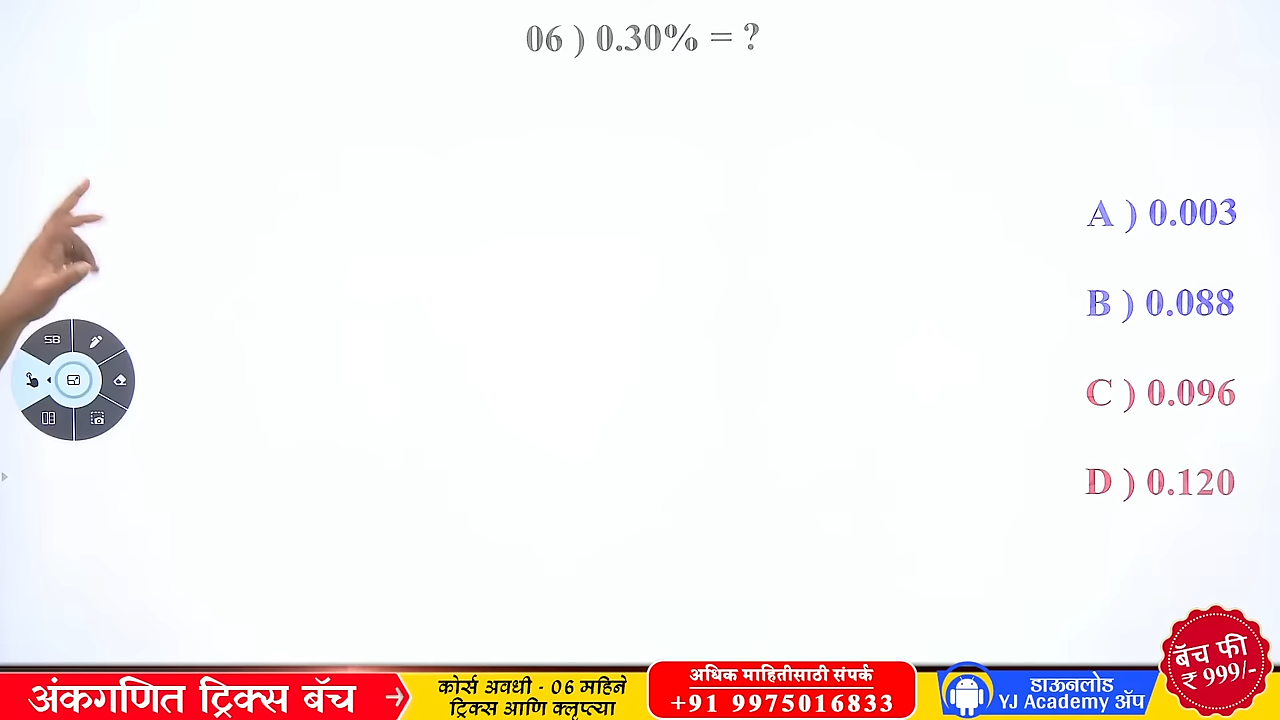 06 ) 0.30% = ?
A ) 0.003
B ) 0.088
C ) 0.096
D ) 0.120
SB
अंकगणित ट्रिक्स बॅच
कोर्स अवधी - 06 महिने
ट्रिक्स आणि क्लृप्त्या
अधिक माहितीसाठी संपर्क
+91 9975016833
डाऊनलोड
YJ Academy ॲप
बॅच फी
₹ 999/-